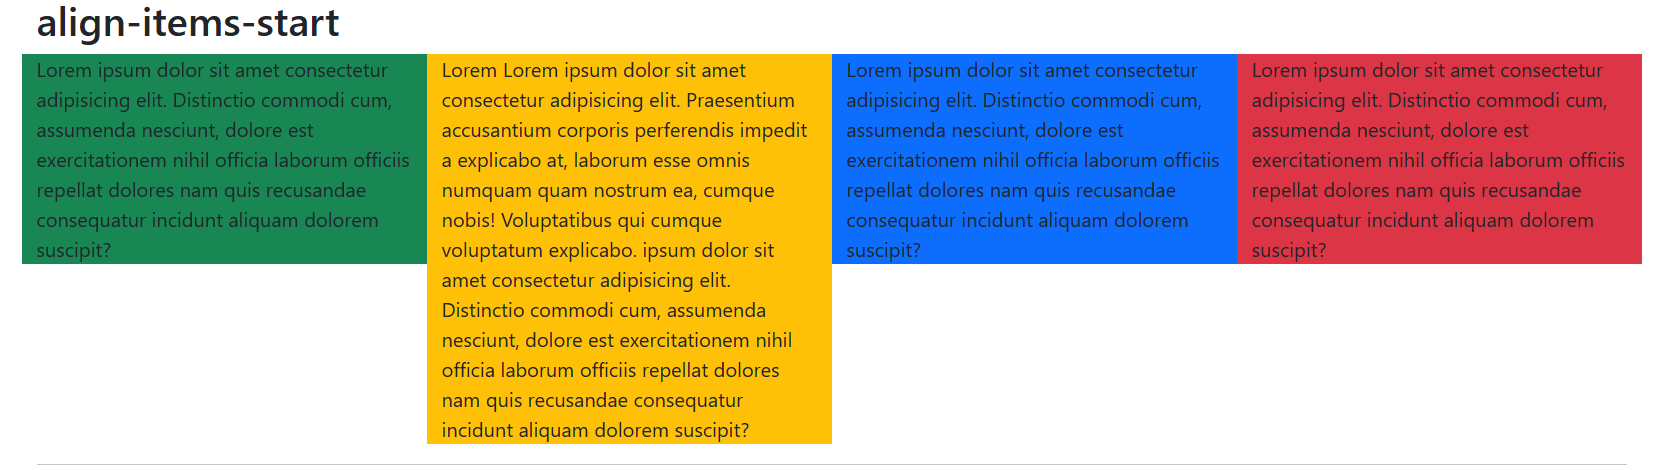 align-items-start
Lorem ipsum dolor sit amet consectetur
adipisicing elit. Distinctio commodi cum,
assumenda nesciunt, dolore est
exercitationem nihil officia laborum officiis
repellat dolores nam quis recusandae
consequatur incidunt aliquam dolorem
suscipit?
Lorem Lorem ipsum dolor sit amet
consectetur adipisicing elit. Praesentium
accusantium corporis perferendis impedit
a explicabo at, laborum esse omnis
numquam quam nostrum ea, cumque
nobis! Voluptatibus qui cumque
voluptatum explicabo. ipsum dolor sit
amet consectetur adipisicing elit.
Distinctio commodi cum, assumenda
nesciunt, dolore est exercitationem nihil
officia laborum officiis repellat dolores
nam quis recusandae consequatur
incidunt aliquam dolorem suscipit?
Lorem ipsum dolor sit amet consectetur
adipisicing elit. Distinctio commodi cum,
assumenda nesciunt, dolore est
exercitationem nihil officia laborum officiis
repellat dolores nam quis recusandae
consequatur incidunt aliquam dolorem
suscipit?
Lorem ipsum dolor sit amet consectetur
adipisicing elit. Distinctio commodi cum,
assumenda nesciunt, dolore est
exercitationem nihil officia laborum officiis
repellat dolores nam quis recusandae
consequatur incidunt aliquam dolorem
suscipit?